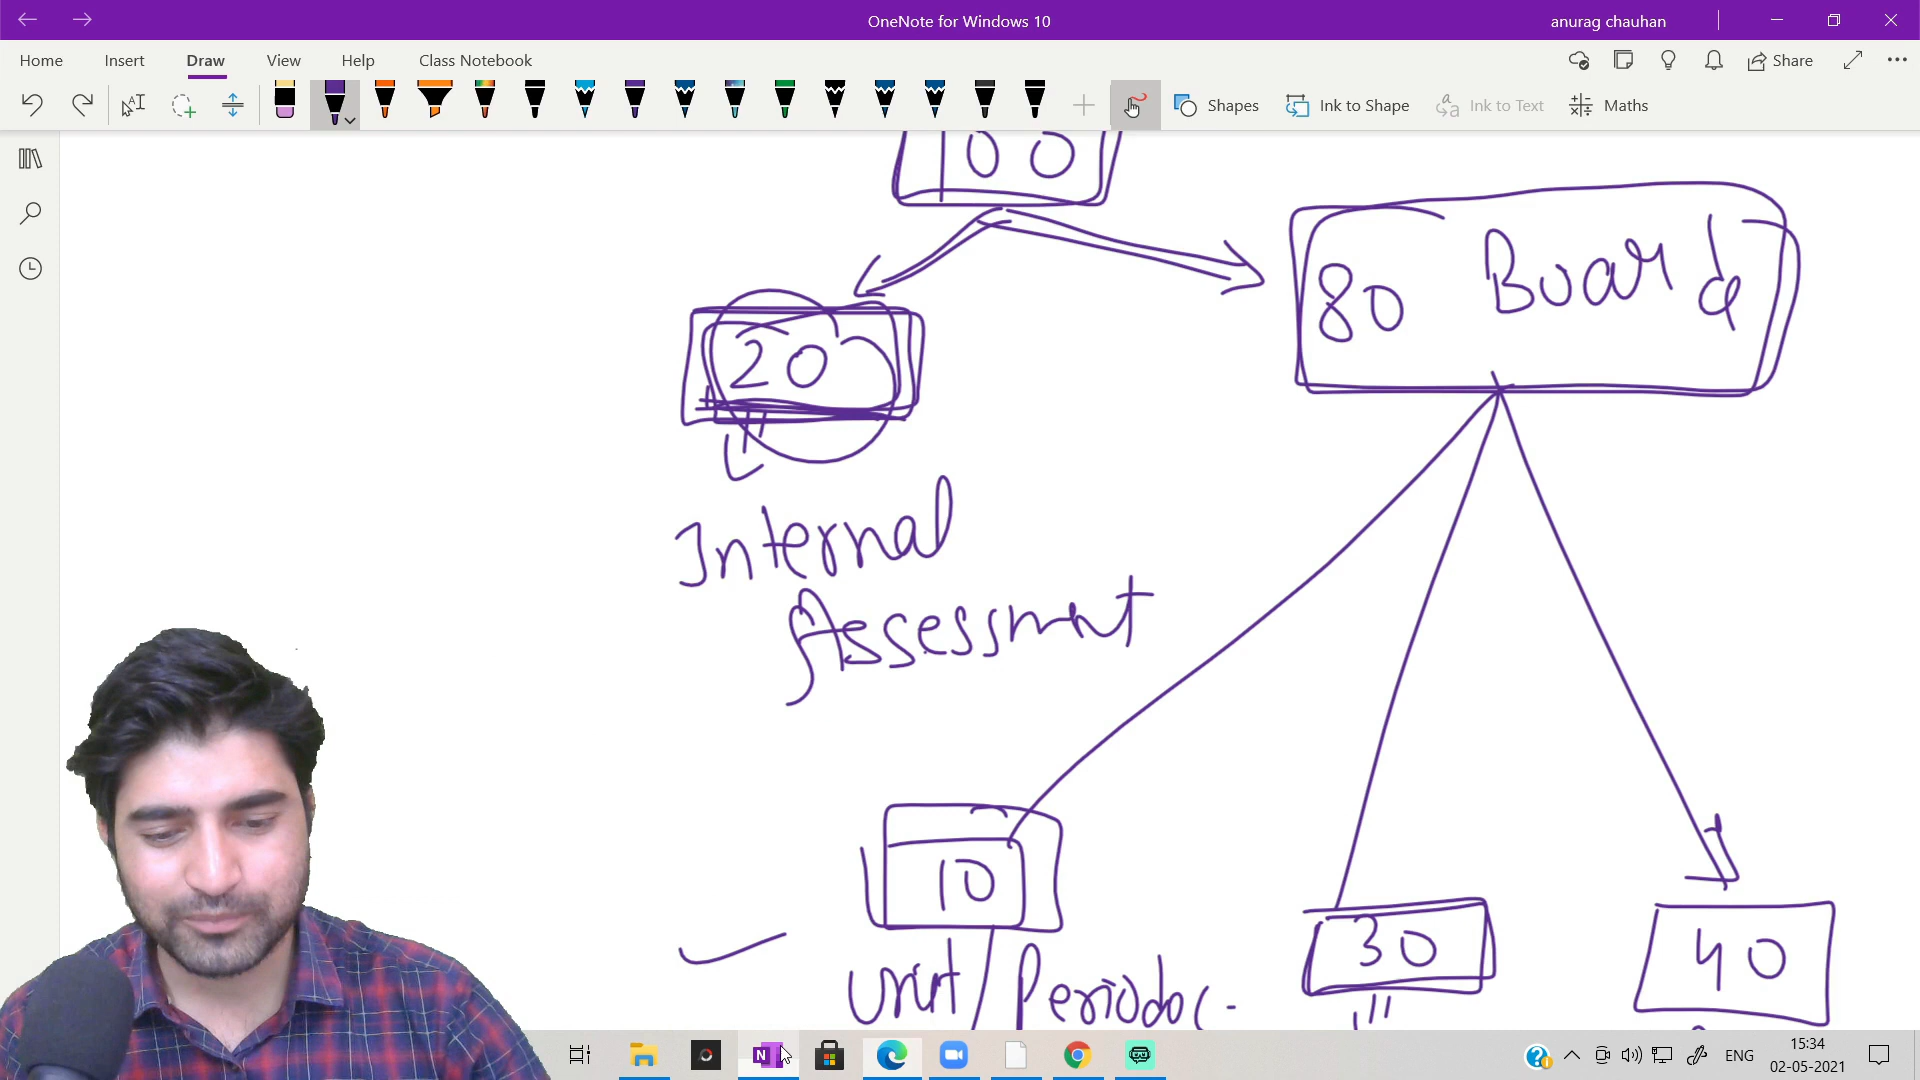 OneNote for Windows 10
anurag chauhan
Home Insert Draw View Help Class Notebook
Share
Shapes Ink to Shape Ink to Text Maths
100
80 Board
20
Internal
Assessment
10
30
40
Unit / Periodic -
ENG
15:34
02-05-2021